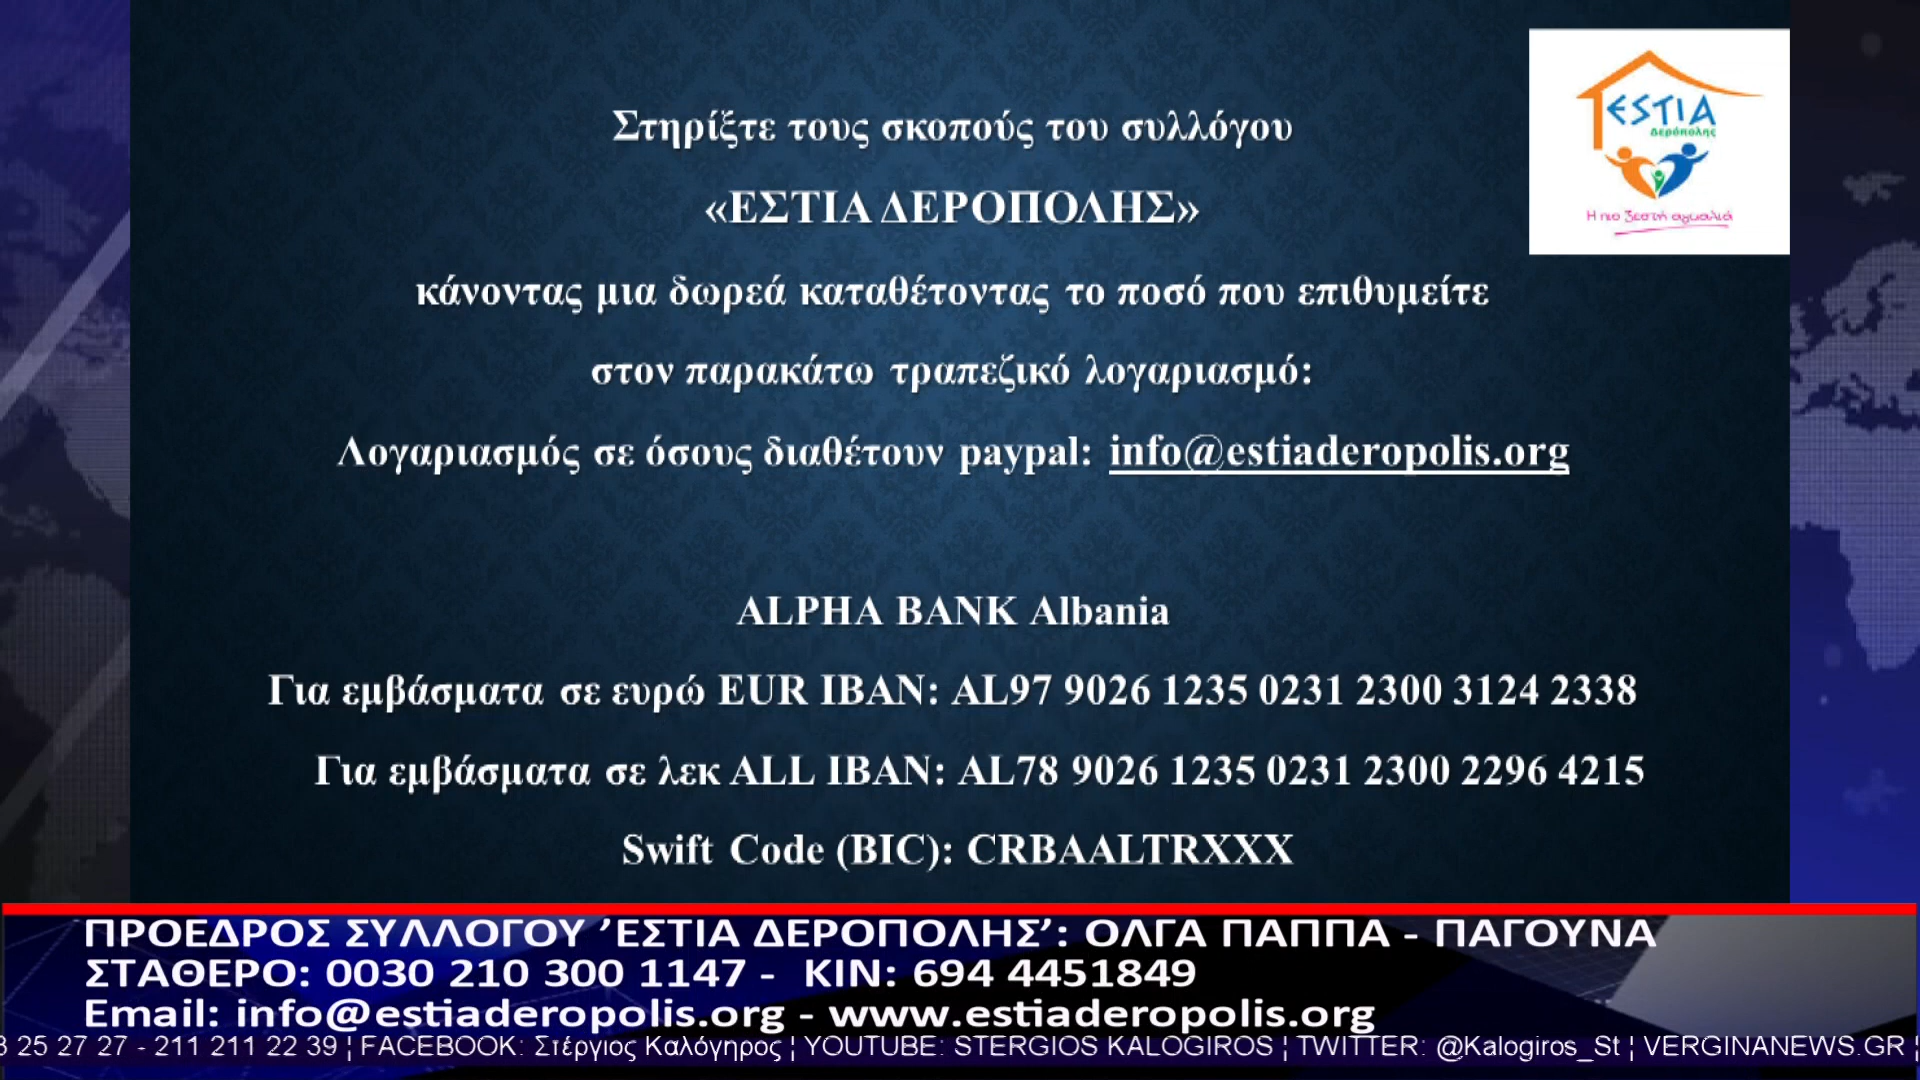 ΕΣΤΙΑ
Δερόπολης
Η πιο ζεστή αγκαλιά
Στηρίξτε τους σκοπούς του συλλόγου
«ΕΣΤΙΑ ΔΕΡΟΠΟΛΗΣ»
κάνοντας μια δωρεά καταθέτοντας το ποσό που επιθυμείτε
στον παρακάτω τραπεζικό λογαριασμό:
Λογαριασμός σε όσους διαθέτουν paypal: info@estiaderopolis.org
ALPHA BANK Albania
Για εμβάσματα σε ευρώ EUR IBAN: AL97 9026 1235 0231 2300 3124 2338
Για εμβάσματα σε λεκ ALL IBAN: AL78 9026 1235 0231 2300 2296 4215
Swift Code (BIC): CRBAALTRXXX
ΠΡΟΕΔΡΟΣ ΣΥΛΛΟΓΟΥ ’ΕΣΤΙΑ ΔΕΡΟΠΟΛΗΣ’: ΟΛΓΑ ΠΑΠΠΑ - ΠΑΓΟΥΝΑ
ΣΤΑΘΕΡΟ: 0030 210 300 1147 - ΚΙΝ: 694 4451849
Email: info@estiaderopolis.org - www.estiaderopolis.org
3 25 27 27 - 211 211 22 39 ¦ FACEBOOK: Στέργιος Καλόγηρος ¦ YOUTUBE: STERGIOS KALOGIROS ¦ TWITTER: @Kalogiros_St ¦ VERGINANEWS.GR ¦